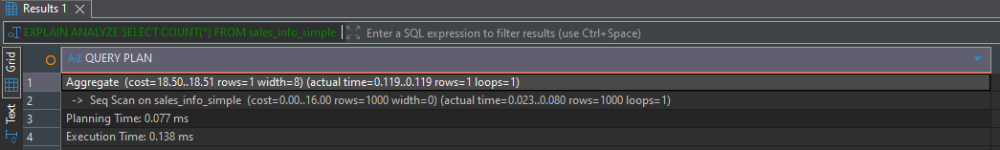 Results 1
EXPLAIN ANALYZE SELECT COUNT(*) FROM sales_info_simple Enter a SQL expression to filter results (use Ctrl+Space)
Grid
Text
A-Z QUERY PLAN
1 Aggregate (cost=18.50..18.51 rows=1 width=8) (actual time=0.119..0.119 rows=1 loops=1)
2 -> Seq Scan on sales_info_simple (cost=0.00..16.00 rows=1000 width=0) (actual time=0.023..0.080 rows=1000 loops=1)
3 Planning Time: 0.077 ms
4 Execution Time: 0.138 ms